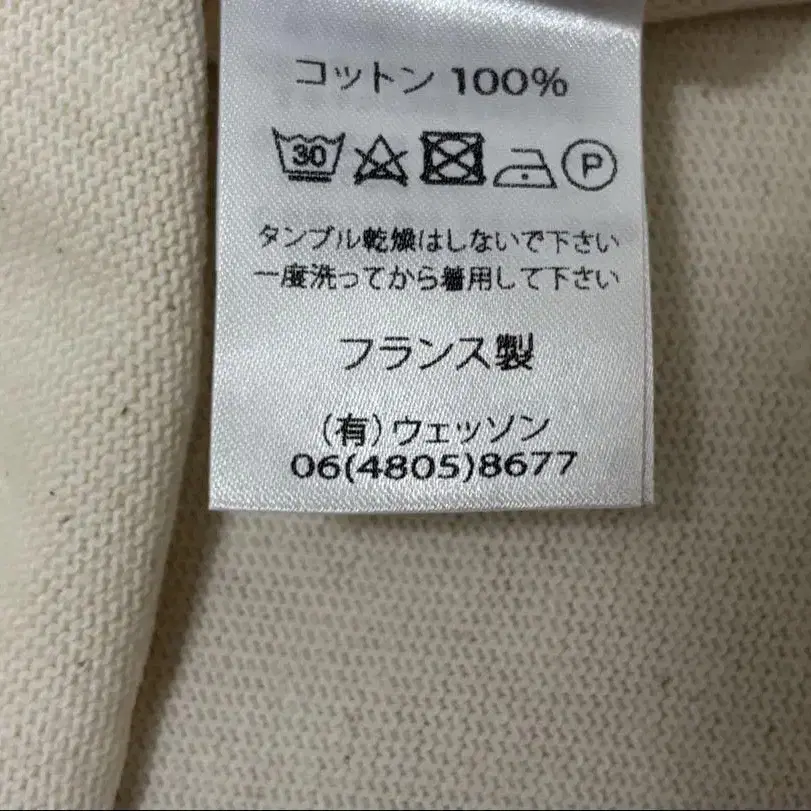 コットン 100%
30 P
タンブル乾燥はしないで下さい
一度洗ってから着用して下さい
フランス製
(有)ウェッソン
06(4805)8677